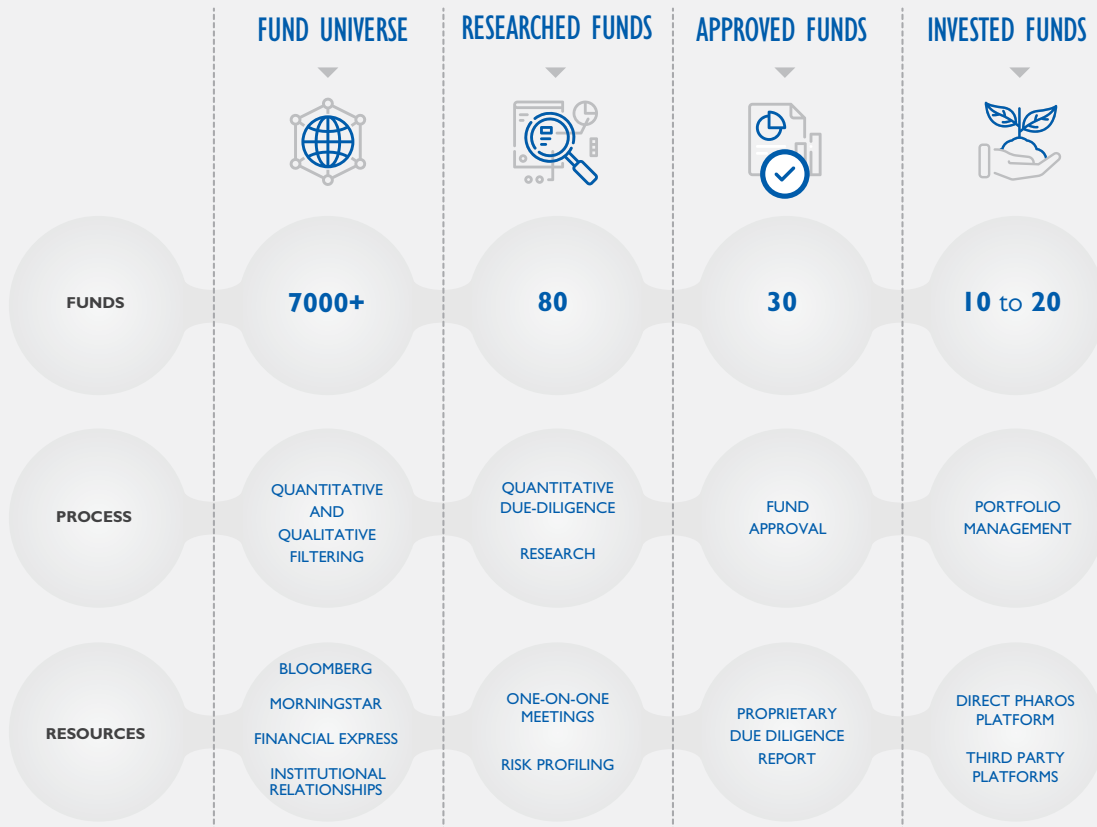 FUND UNIVERSE
RESEARCHED FUNDS
APPROVED FUNDS
INVESTED FUNDS
FUNDS
7000+
80
30
10 to 20
PROCESS
QUANTITATIVE
AND
QUALITATIVE
FILTERING
QUANTITATIVE
DUE-DILIGENCE
RESEARCH
FUND
APPROVAL
PORTFOLIO
MANAGEMENT
RESOURCES
BLOOMBERG
MORNINGSTAR
FINANCIAL EXPRESS
INSTITUTIONAL
RELATIONSHIPS
ONE-ON-ONE
MEETINGS
RISK PROFILING
PROPRIETARY
DUE DILIGENCE
REPORT
DIRECT PHAROS
PLATFORM
THIRD PARTY
PLATFORMS